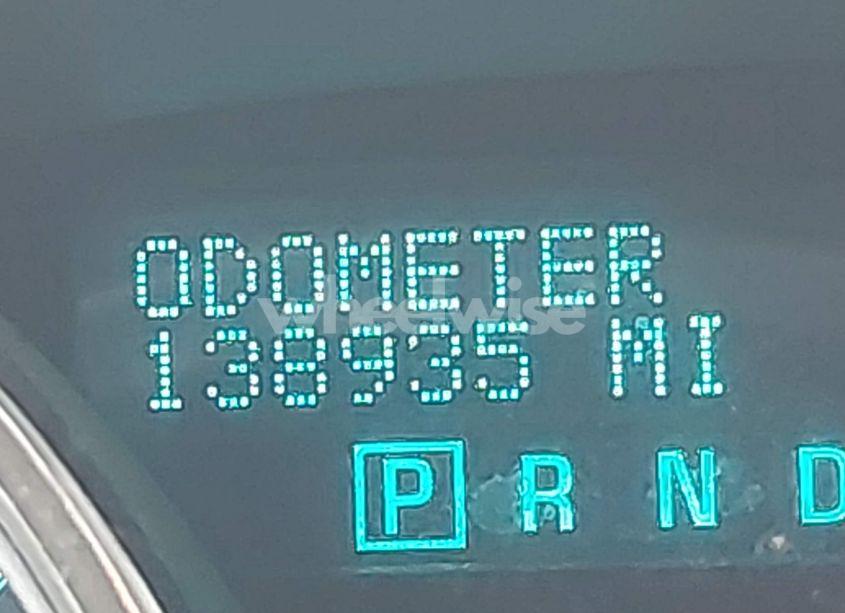 ODOMETER
138935 MI
P R N D
wheelwise